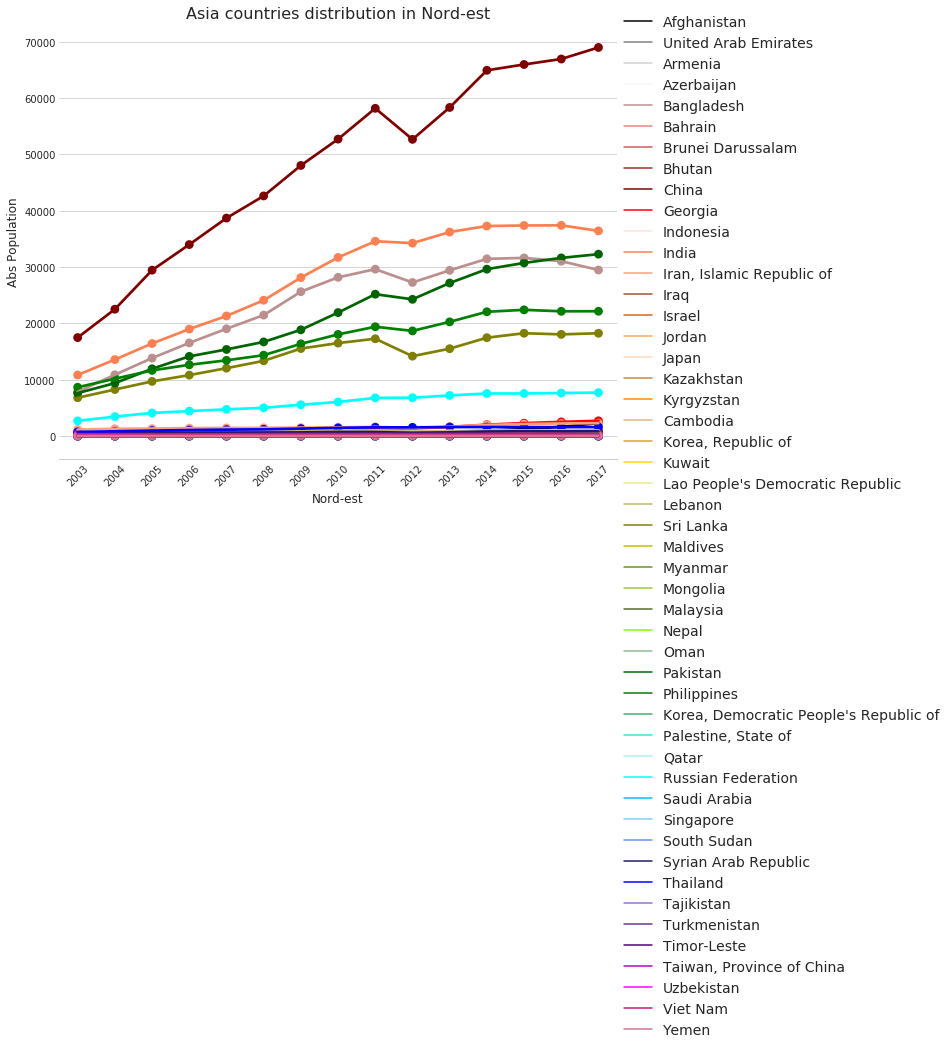 Asia countries distribution in Nord-est
Abs Population
70000
60000
50000
40000
30000
20000
10000
0
2003
2004
2005
2006
2007
2008
2009
2010
2011
2012
2013
2014
2015
2016
2017
Nord-est
Afghanistan
United Arab Emirates
Armenia
Azerbaijan
Bangladesh
Bahrain
Brunei Darussalam
Bhutan
China
Georgia
Indonesia
India
Iran, Islamic Republic of
Iraq
Israel
Jordan
Japan
Kazakhstan
Kyrgyzstan
Cambodia
Korea, Republic of
Kuwait
Lao People's Democratic Republic
Lebanon
Sri Lanka
Maldives
Myanmar
Mongolia
Malaysia
Nepal
Oman
Pakistan
Philippines
Korea, Democratic People's Republic of
Palestine, State of
Qatar
Russian Federation
Saudi Arabia
Singapore
South Sudan
Syrian Arab Republic
Thailand
Tajikistan
Turkmenistan
Timor-Leste
Taiwan, Province of China
Uzbekistan
Viet Nam
Yemen